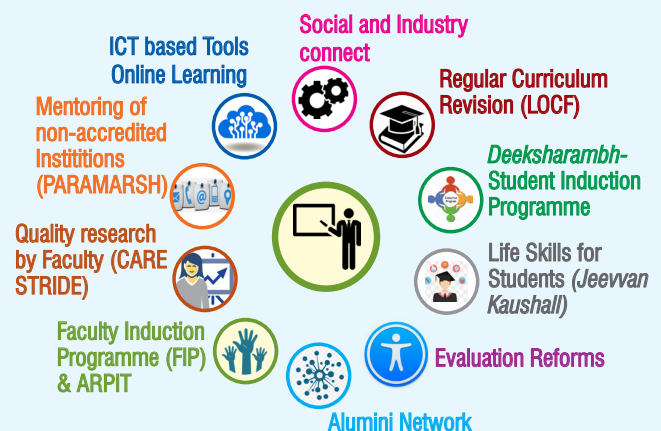 Social and Industry
connect
ICT based Tools
Online Learning
Regular Curriculum
Revision (LOCF)
Mentoring of
non-accredited
Instititions
(PARAMARSH)
Deeksharambh-
Student Induction
Programme
Quality research
by Faculty (CARE
STRIDE)
Life Skills for
Students (Jeevvan
Kaushall)
Faculty Induction
Programme (FIP)
& ARPIT
Evaluation Reforms
Alumini Network